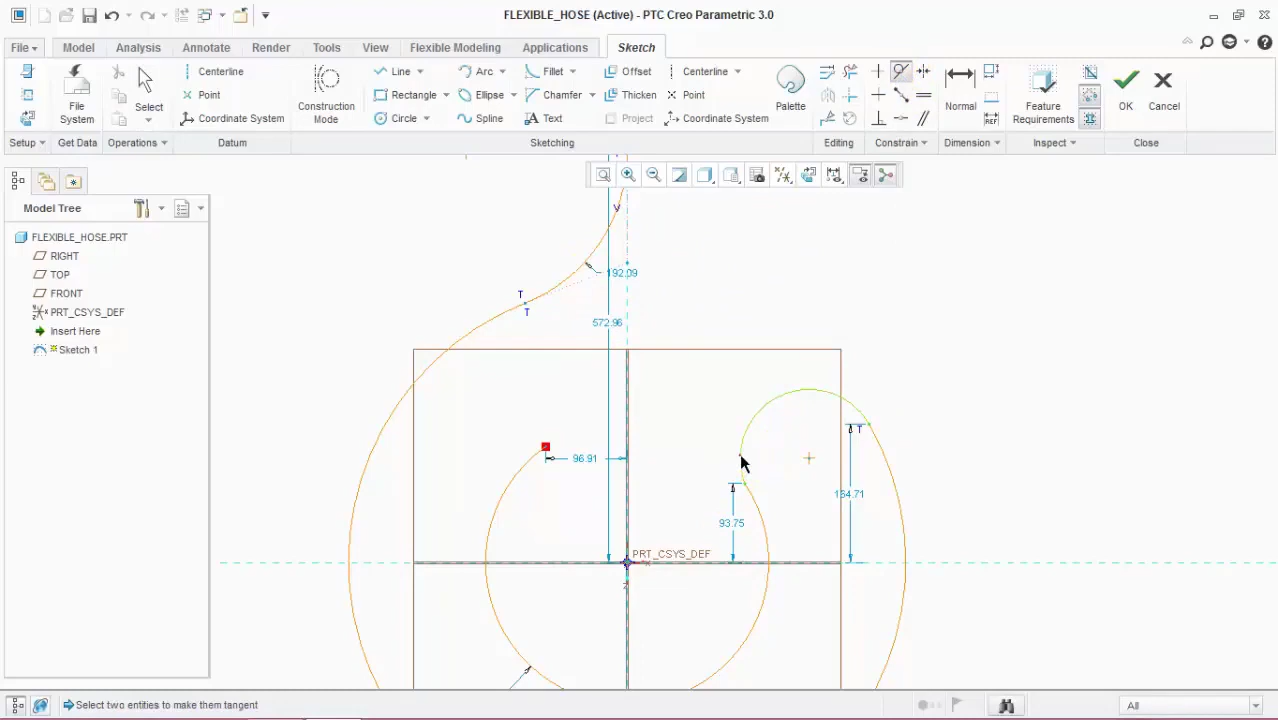 FLEXIBLE_HOSE (Active) - PTC Creo Parametric 3.0
File Model Analysis Annotate Render Tools View Flexible Modeling Applications Sketch
Centerline Line Arc Fillet Offset Centerline
Point Rectangle Ellipse Chamfer Thicken Point
File System Select Coordinate System Construction Mode Circle Spline Text Project Coordinate System Palette Normal Feature Requirements OK Cancel
REF
Setup Get Data Operations Datum Sketching Editing Constrain Dimension Inspect Close
Model Tree
FLEXIBLE_HOSE.PRT
RIGHT
TOP
FRONT
PRT_CSYS_DEF
Insert Here
Sketch 1
V
192.09
T
T
572.96
T
96.91
164.71
93.75
PRT_CSYS_DEF
Select two entities to make them tangent
All